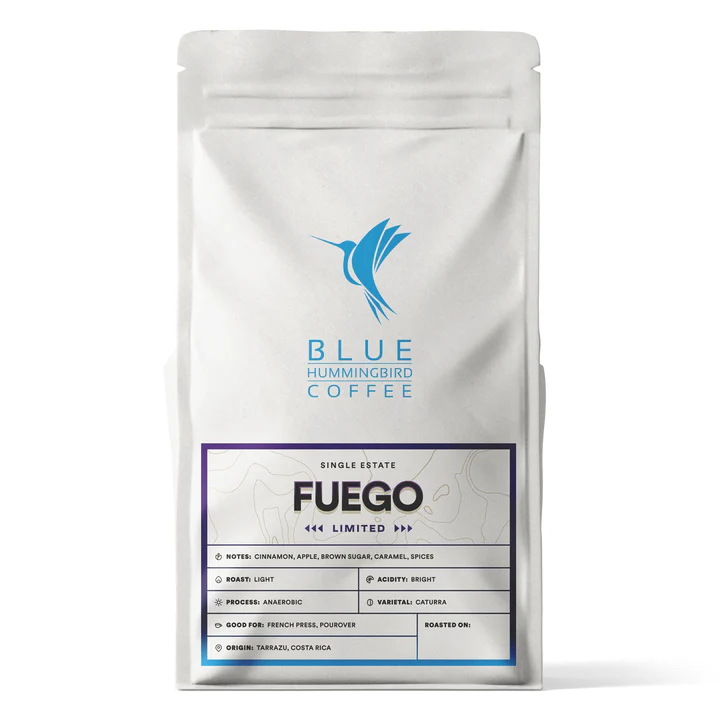 BLUE
HUMMINGBIRD
COFFEE
SINGLE ESTATE
FUEGO
LIMITED
NOTES: CINNAMON, APPLE, BROWN SUGAR, CARAMEL, SPICES
ROAST: LIGHT
ACIDITY: BRIGHT
PROCESS: ANAEROBIC
VARIETAL: CATURRA
GOOD FOR: FRENCH PRESS, POUROVER
ROASTED ON:
ORIGIN: TARRAZU, COSTA RICA